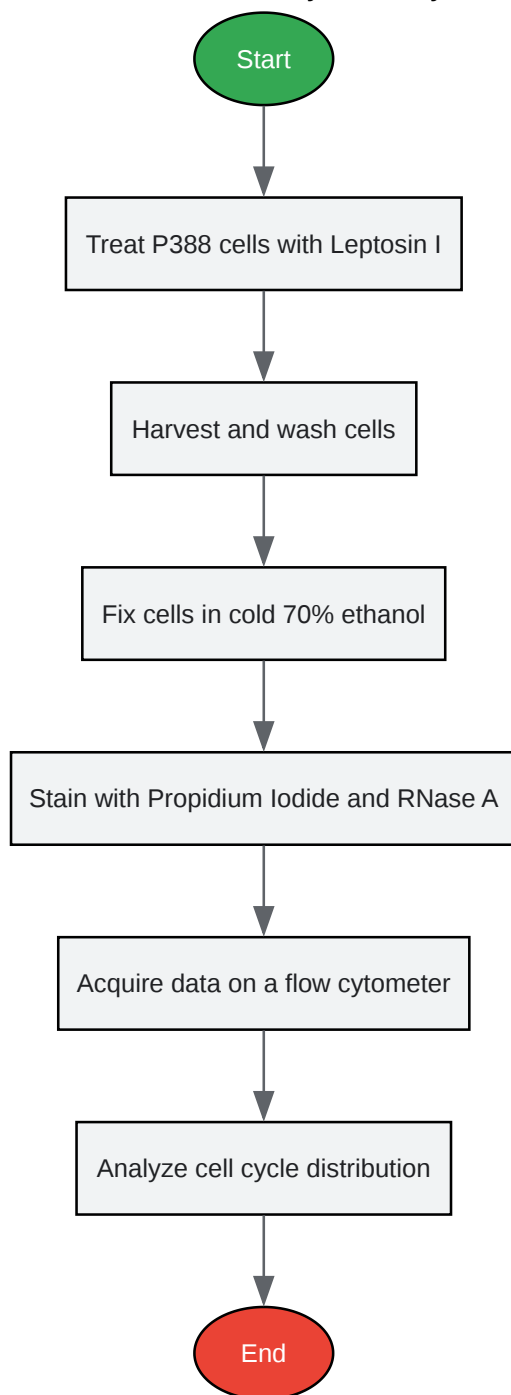 Start
Treat P388 cells with Leptosin I
Harvest and wash cells
Fix cells in cold 70% ethanol
Stain with Propidium Iodide and RNase A
Acquire data on a flow cytometer
Analyze cell cycle distribution
End